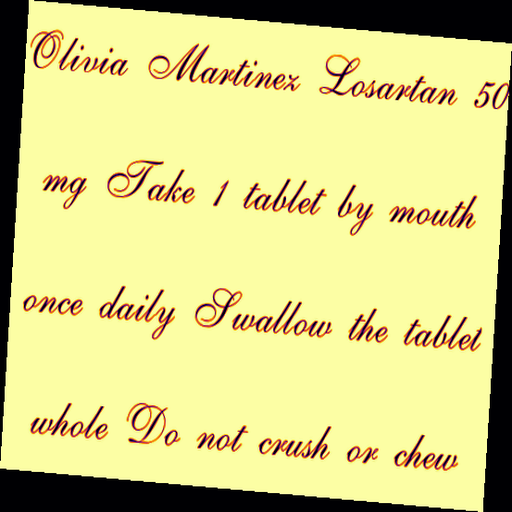 Olivia Martinez Losartan 50
mg Take 1 tablet by mouth
once daily Swallow the tablet
whole Do not crush or chew